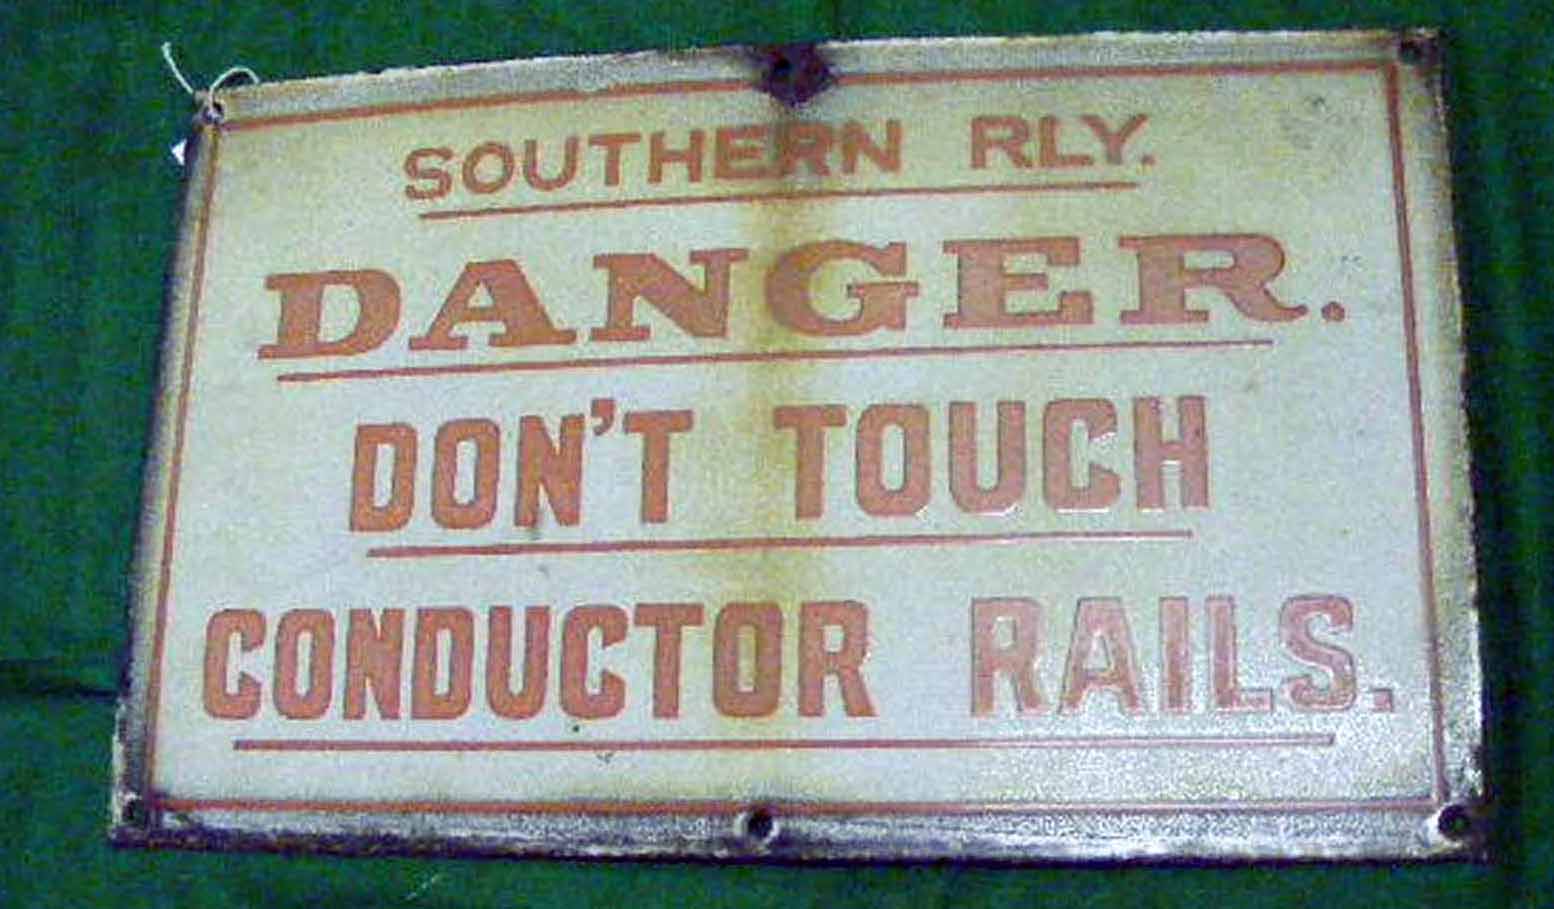 SOUTHERN RLY.
DANGER.
DON'T TOUCH
CONDUCTOR RAILS.